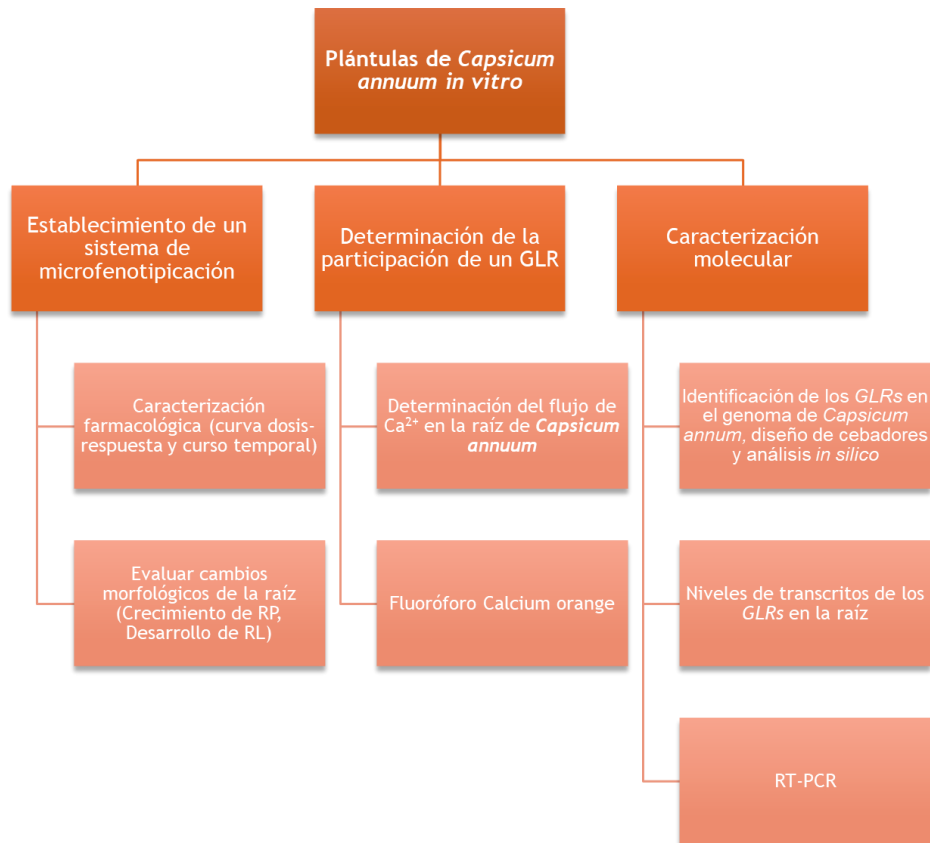 Plántulas de Capsicum
annuum in vitro
Establecimiento de un
sistema de
microfenotipicación
Caracterización
farmacológica (curva dosis-
respuesta y curso temporal)
Evaluar cambios
morfológicos de la raíz
(Crecimiento de RP,
Desarrollo de RL)
Determinación de la
participación de un GLR
Determinación del flujo de
Ca²⁺ en la raíz de Capsicum
annuum
Fluoróforo Calcium orange
Caracterización
molecular
Identificación de los GLRs en
el genoma de Capsicum
annum, diseño de cebadores
y análisis in silico
Niveles de transcritos de los
GLRs en la raíz
RT-PCR